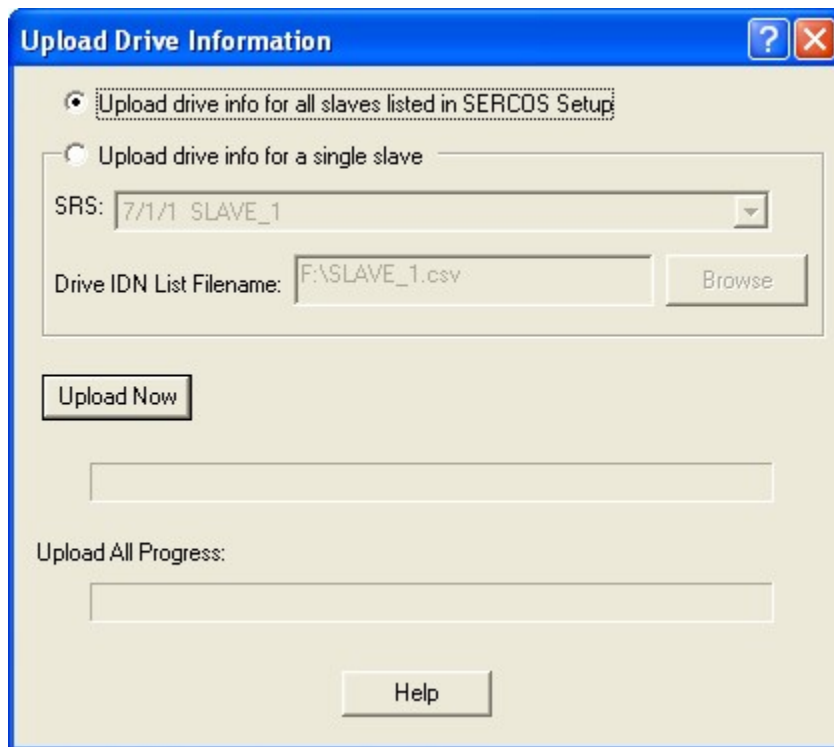 Upload Drive Information
Upload drive info for all slaves listed in SERCOS Setup
Upload drive info for a single slave
SRS: 7/1/1 SLAVE_1
Drive IDN List Filename: F:\SLAVE_1.csv Browse
Upload Now
Upload All Progress:
Help